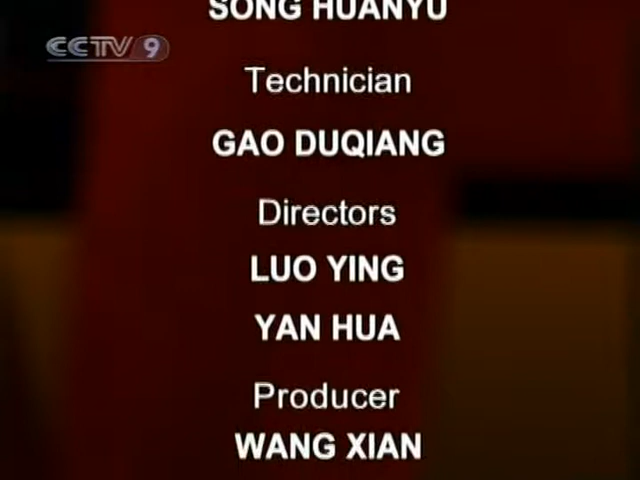 SONG HUANYU
CCTV 9
Technician
GAO DUQIANG
Directors
LUO YING
YAN HUA
Producer
WANG XIAN